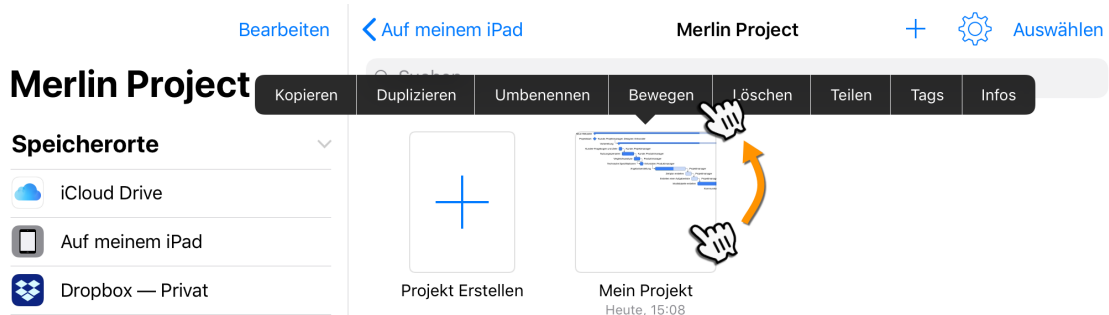 Bearbeiten
Auf meinem iPad
Merlin Project
Auswählen
Merlin Project
Suchen
Kopieren
Duplizieren
Umbenennen
Bewegen
Löschen
Teilen
Tags
Infos
Speicherorte
iCloud Drive
Auf meinem iPad
Dropbox — Privat
Projekt Erstellen
Mein Projekt
Heute, 15:08